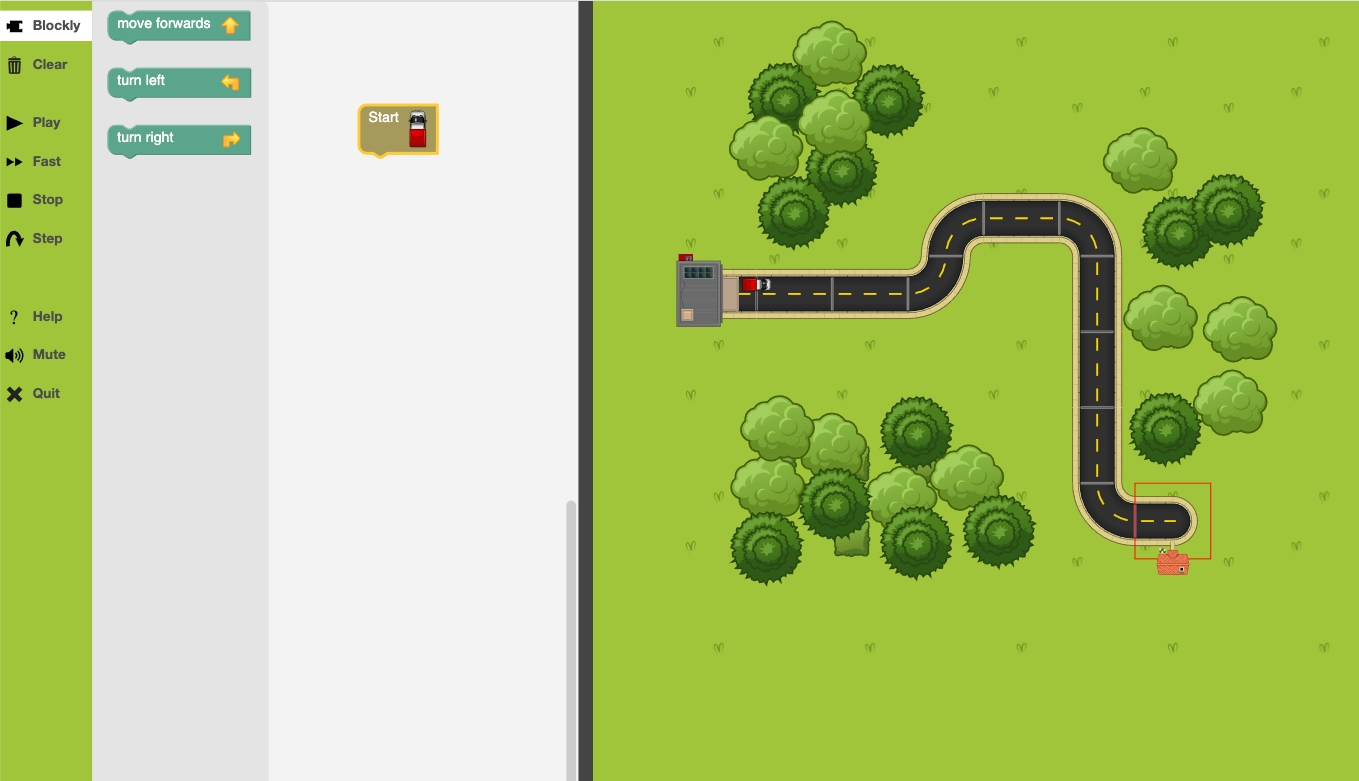 Blockly
Clear
Play
Fast
Stop
Step
?
Help
Mute
Quit
move forwards
turn left
turn right
Start